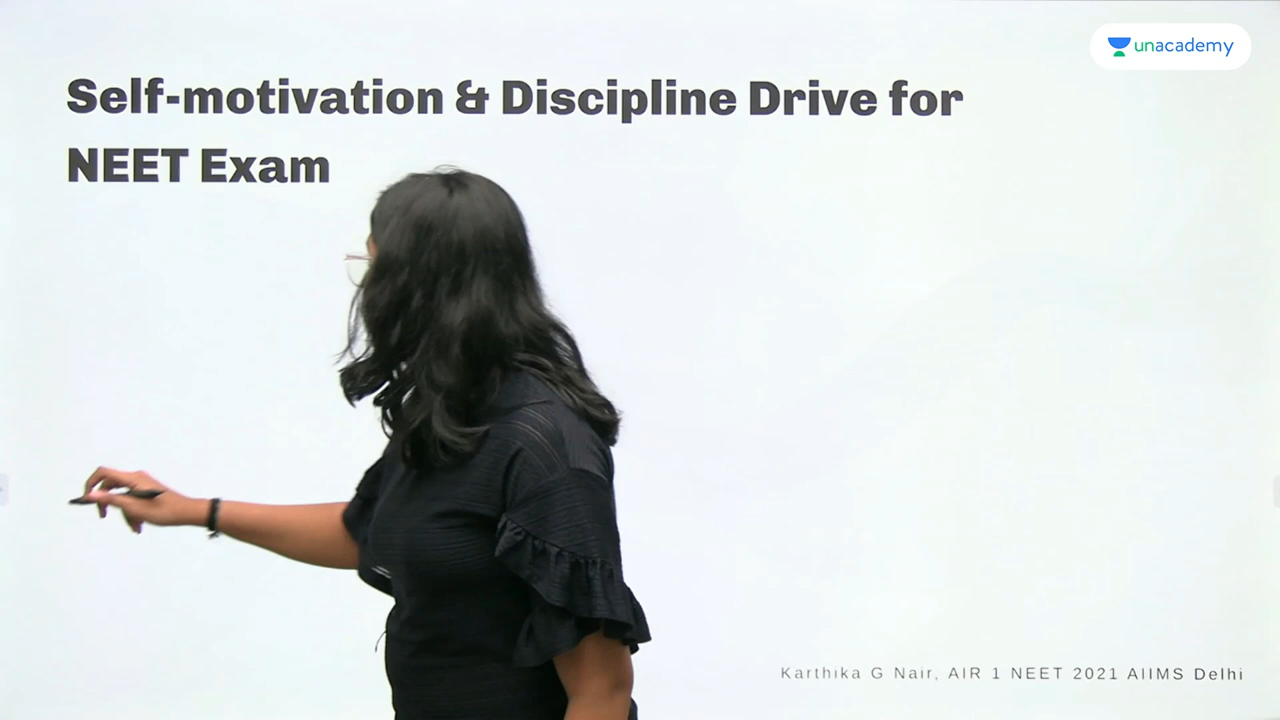 unacademy
Self-motivation & Discipline Drive for
NEET Exam
Karthika G Nair, AIR 1 NEET 2021 AIIMS Delhi